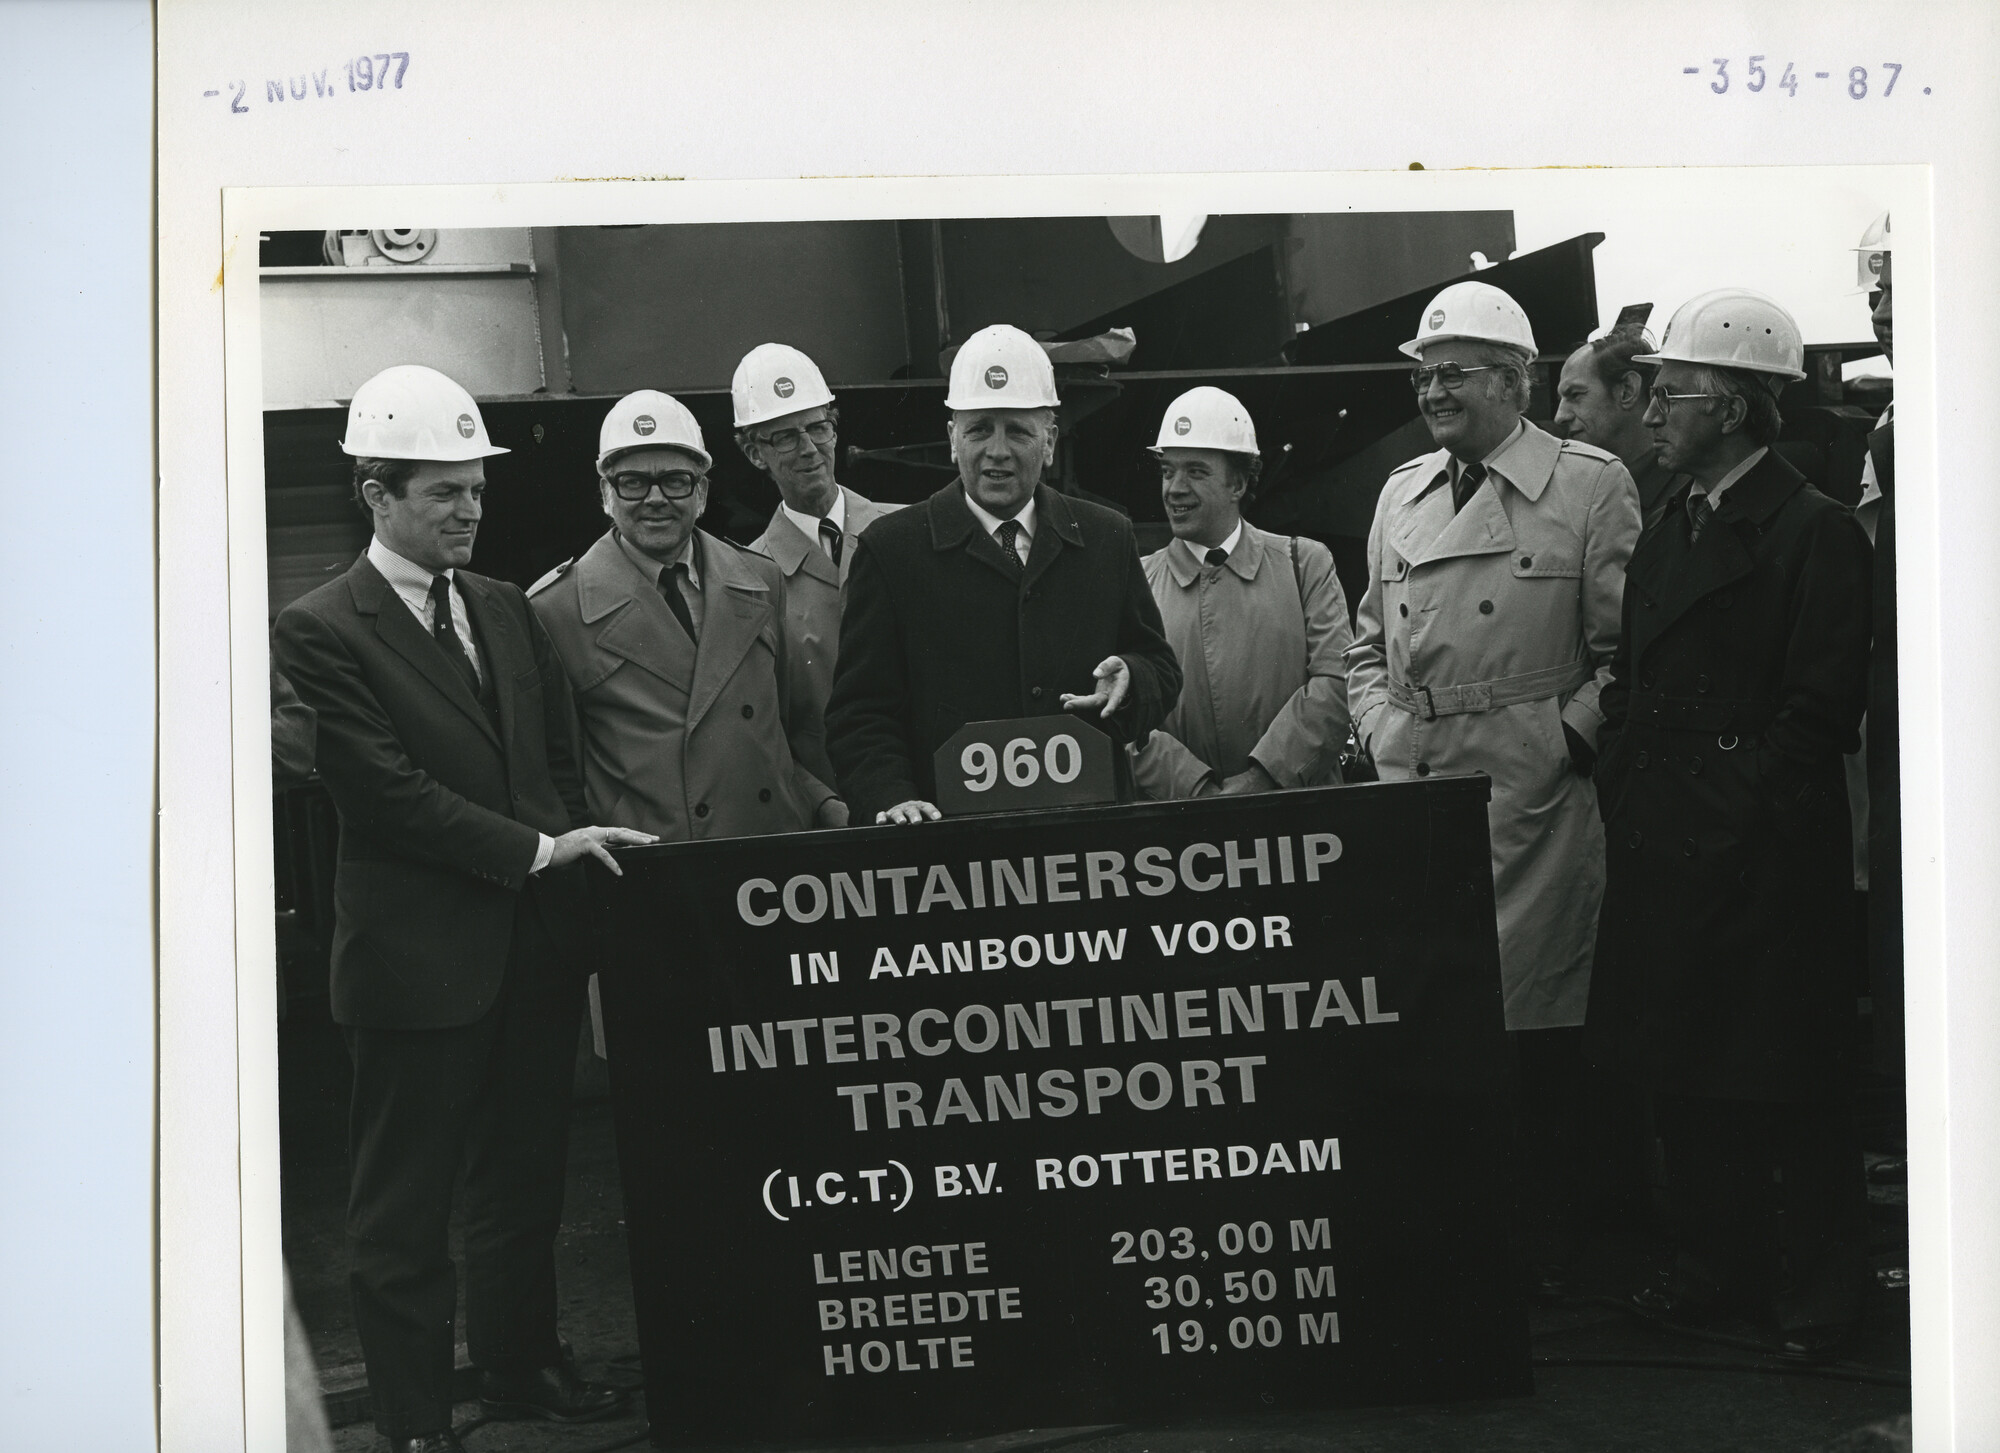 -2 NOV. 1977
-354-87.
960
CONTAINERSCHIP
IN AANBOUW VOOR
INTERCONTINENTAL
TRANSPORT
(I.C.T.) B.V. ROTTERDAM
LENGTE 203,00 M
BREEDTE 30,50 M
HOLTE 19,00 M